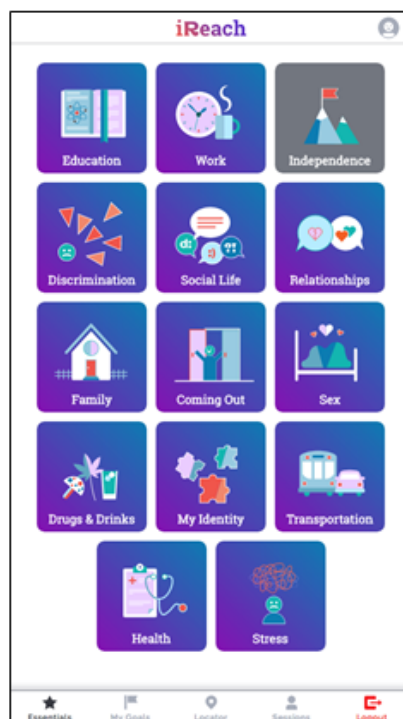 iReach
Education Work Independence
Discrimination Social Life Relationships
Family Coming Out Sex
Drugs & Drinks My Identity Transportation
Health Stress
Essentials My Goals Locator Sessions Logout